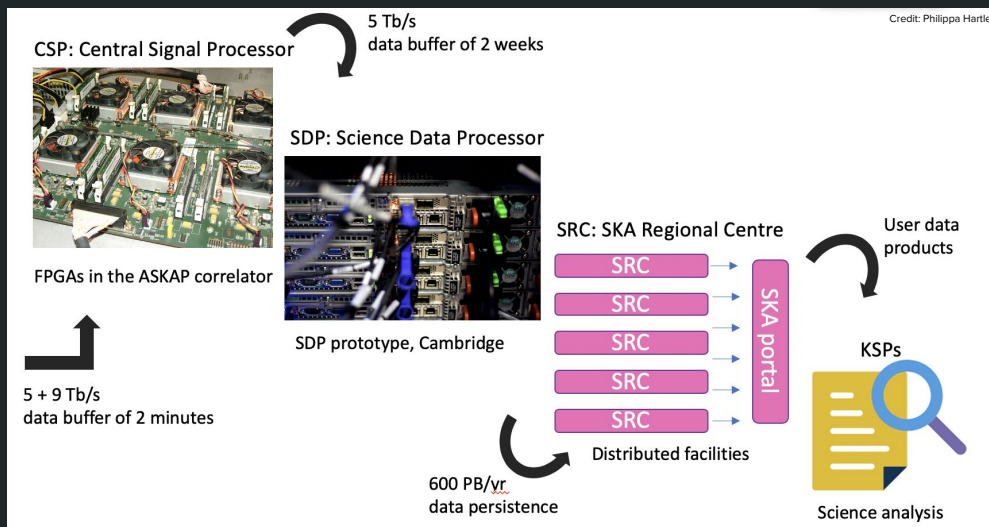 Credit: Philippa Hartle
5 Tb/s
data buffer of 2 weeks
CSP: Central Signal Processor
FPGAs in the ASKAP correlator
5 + 9 Tb/s
data buffer of 2 minutes
SDP: Science Data Processor
SDP prototype, Cambridge
SRC: SKA Regional Centre
SRC
SRC
SRC
SRC
SRC
SKA portal
Distributed facilities
600 PB/yr
data persistence
User data
products
KSPs
Science analysis